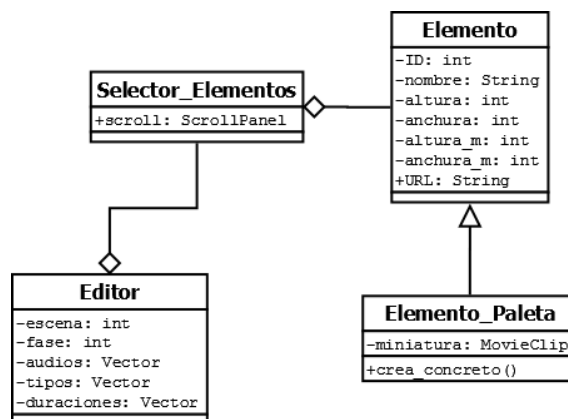 Elemento
-ID: int
-nombre: String
-altura: int
-anchura: int
-altura_m: int
-anchura_m: int
+URL: String
Selector_Elementos
+scroll: ScrollPanel
Editor
-escena: int
-fase: int
-audios: Vector
-tipos: Vector
-duraciones: Vector
Elemento_Paleta
-miniatura: MovieClip
+crea_concreto()